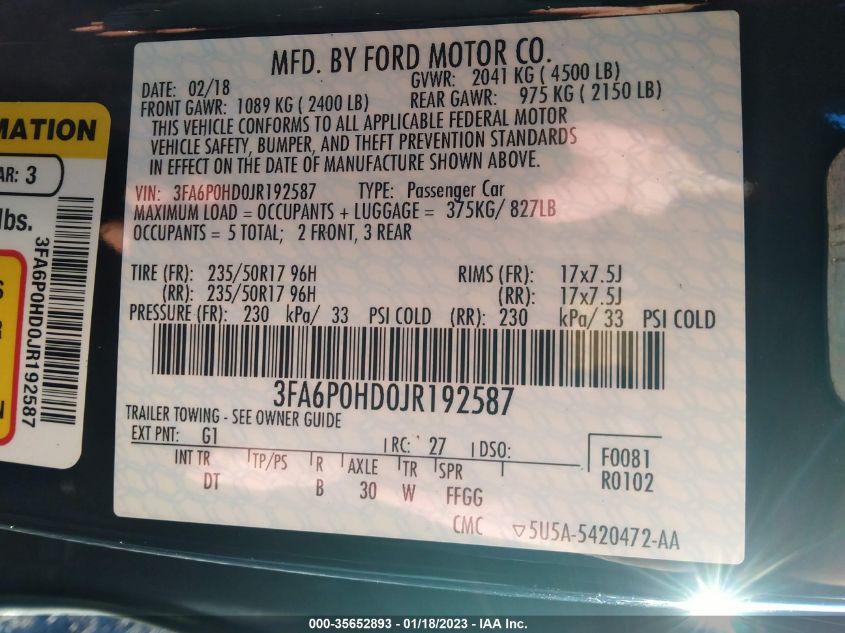 MFD. BY FORD MOTOR CO.
DATE: 02/18 GVWR: 2041 KG ( 4500 LB)
FRONT GAWR: 1089 KG ( 2400 LB) REAR GAWR: 975 KG ( 2150 LB)
THIS VEHICLE CONFORMS TO ALL APPLICABLE FEDERAL MOTOR
VEHICLE SAFETY, BUMPER, AND THEFT PREVENTION STANDARDS
IN EFFECT ON THE DATE OF MANUFACTURE SHOWN ABOVE.
VIN: 3FA6P0HD0JR192587 TYPE: Passenger Car
MAXIMUM LOAD = OCCUPANTS + LUGGAGE = 375KG/ 827LB
OCCUPANTS = 5 TOTAL; 2 FRONT, 3 REAR
TIRE (FR): 235/50R17 96H RIMS (FR): 17x7.5J
(RR): 235/50R17 96H (RR): 17x7.5J
PRESSURE (FR): 230 kPa/ 33 PSI COLD (RR): 230 kPa/ 33 PSI COLD
3FA6P0HD0JR192587
TRAILER TOWING - SEE OWNER GUIDE
EXT PNT: G1 RC: 27 DSO:
INT TR TP/PS R AXLE TR SPR
DT B 30 W FFGG
F0081
R0102
CMC 5U5A-5420472-AA
MATION
AR: 3
lbs.
3FA6P0HD0JR192587
000-35652893 - 01/18/2023 - IAA Inc.